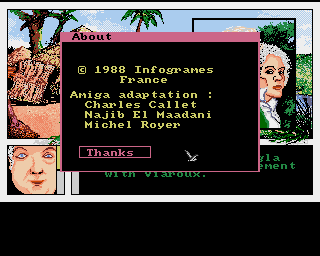 About
© 1988 Infogrames
France
Amiga adaptation :
Charles Callet
Najib El Maadani
Michel Royer
Thanks
with Viaroux.